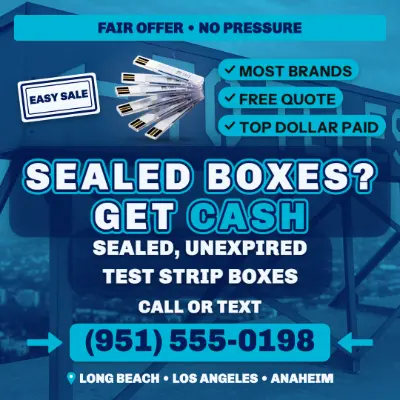 FAIR OFFER • NO PRESSURE
EASY SALE
✓ MOST BRANDS
✓ FREE QUOTE
✓ TOP DOLLAR PAID
SEALED BOXES?
GET CASH
SEALED, UNEXPIRED
TEST STRIP BOXES
CALL OR TEXT
(951) 555-0198
LONG BEACH • LOS ANGELES • ANAHEIM